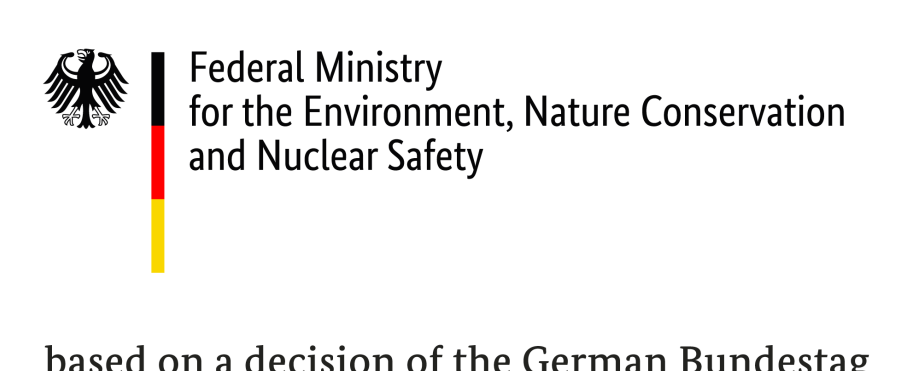 Federal Ministry
for the Environment, Nature Conservation
and Nuclear Safety
based on a decision of the German Bundestag